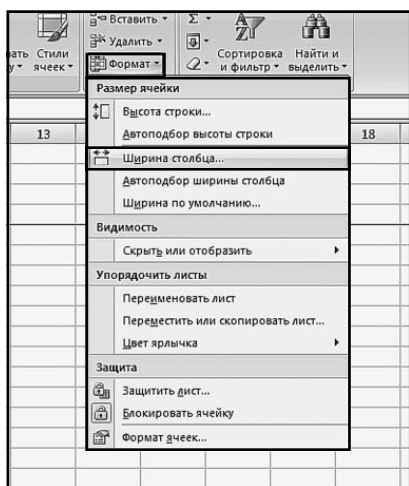 Вставить
Σ
Удалить
Стили
Сортировка
Найти и
ячеек
Формат
и фильтр
выделить
Размер ячейки
Высота строки...
Автоподбор высоты строки
13
18
Ширина столбца...
Автоподбор ширины столбца
Ширина по умолчанию...
Видимость
Скрыть или отобразить
Упорядочить листы
Переименовать лист
Переместить или скопировать лист...
Цвет ярлычка
Защита
Защитить лист...
Блокировать ячейку
Формат ячеек...